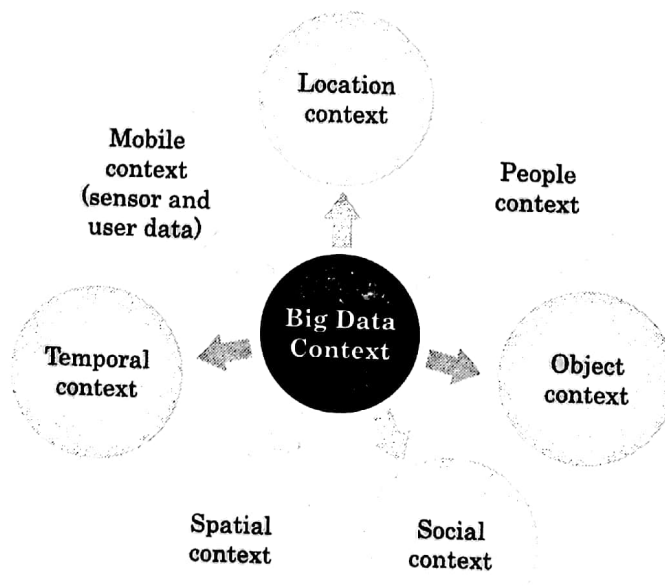 Location
context
Mobile
context
(sensor and
user data)
People
context
Big Data
Context
Temporal
context
Object
context
Spatial
context
Social
context